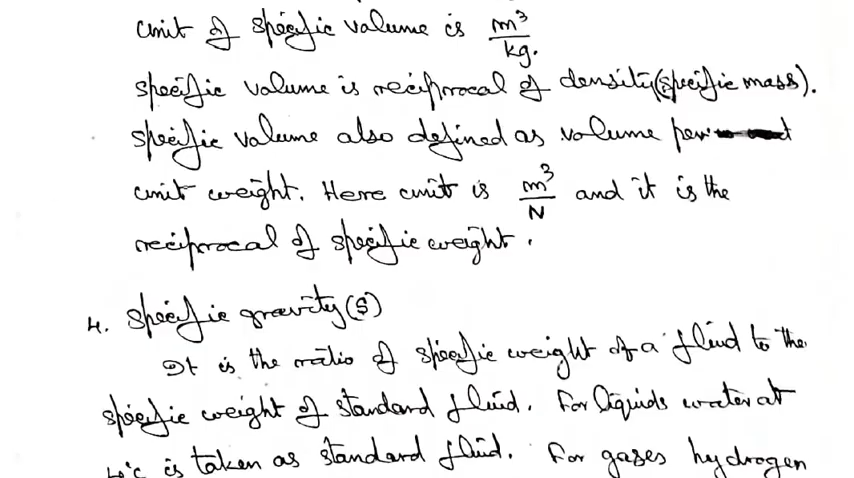 unit of specific volume is m³/kg.
specific volume is reciprocal of density(specific mass).
specific volume also defined as volume per
unit weight. Here unit is m³/N and it is the
reciprocal of specific weight.
4. Specific gravity(S)
It is the ratio of specific weight of a fluid to the
specific weight of standard fluid. For liquids water at
4°c is taken as standard fluid. For gases hydrogen